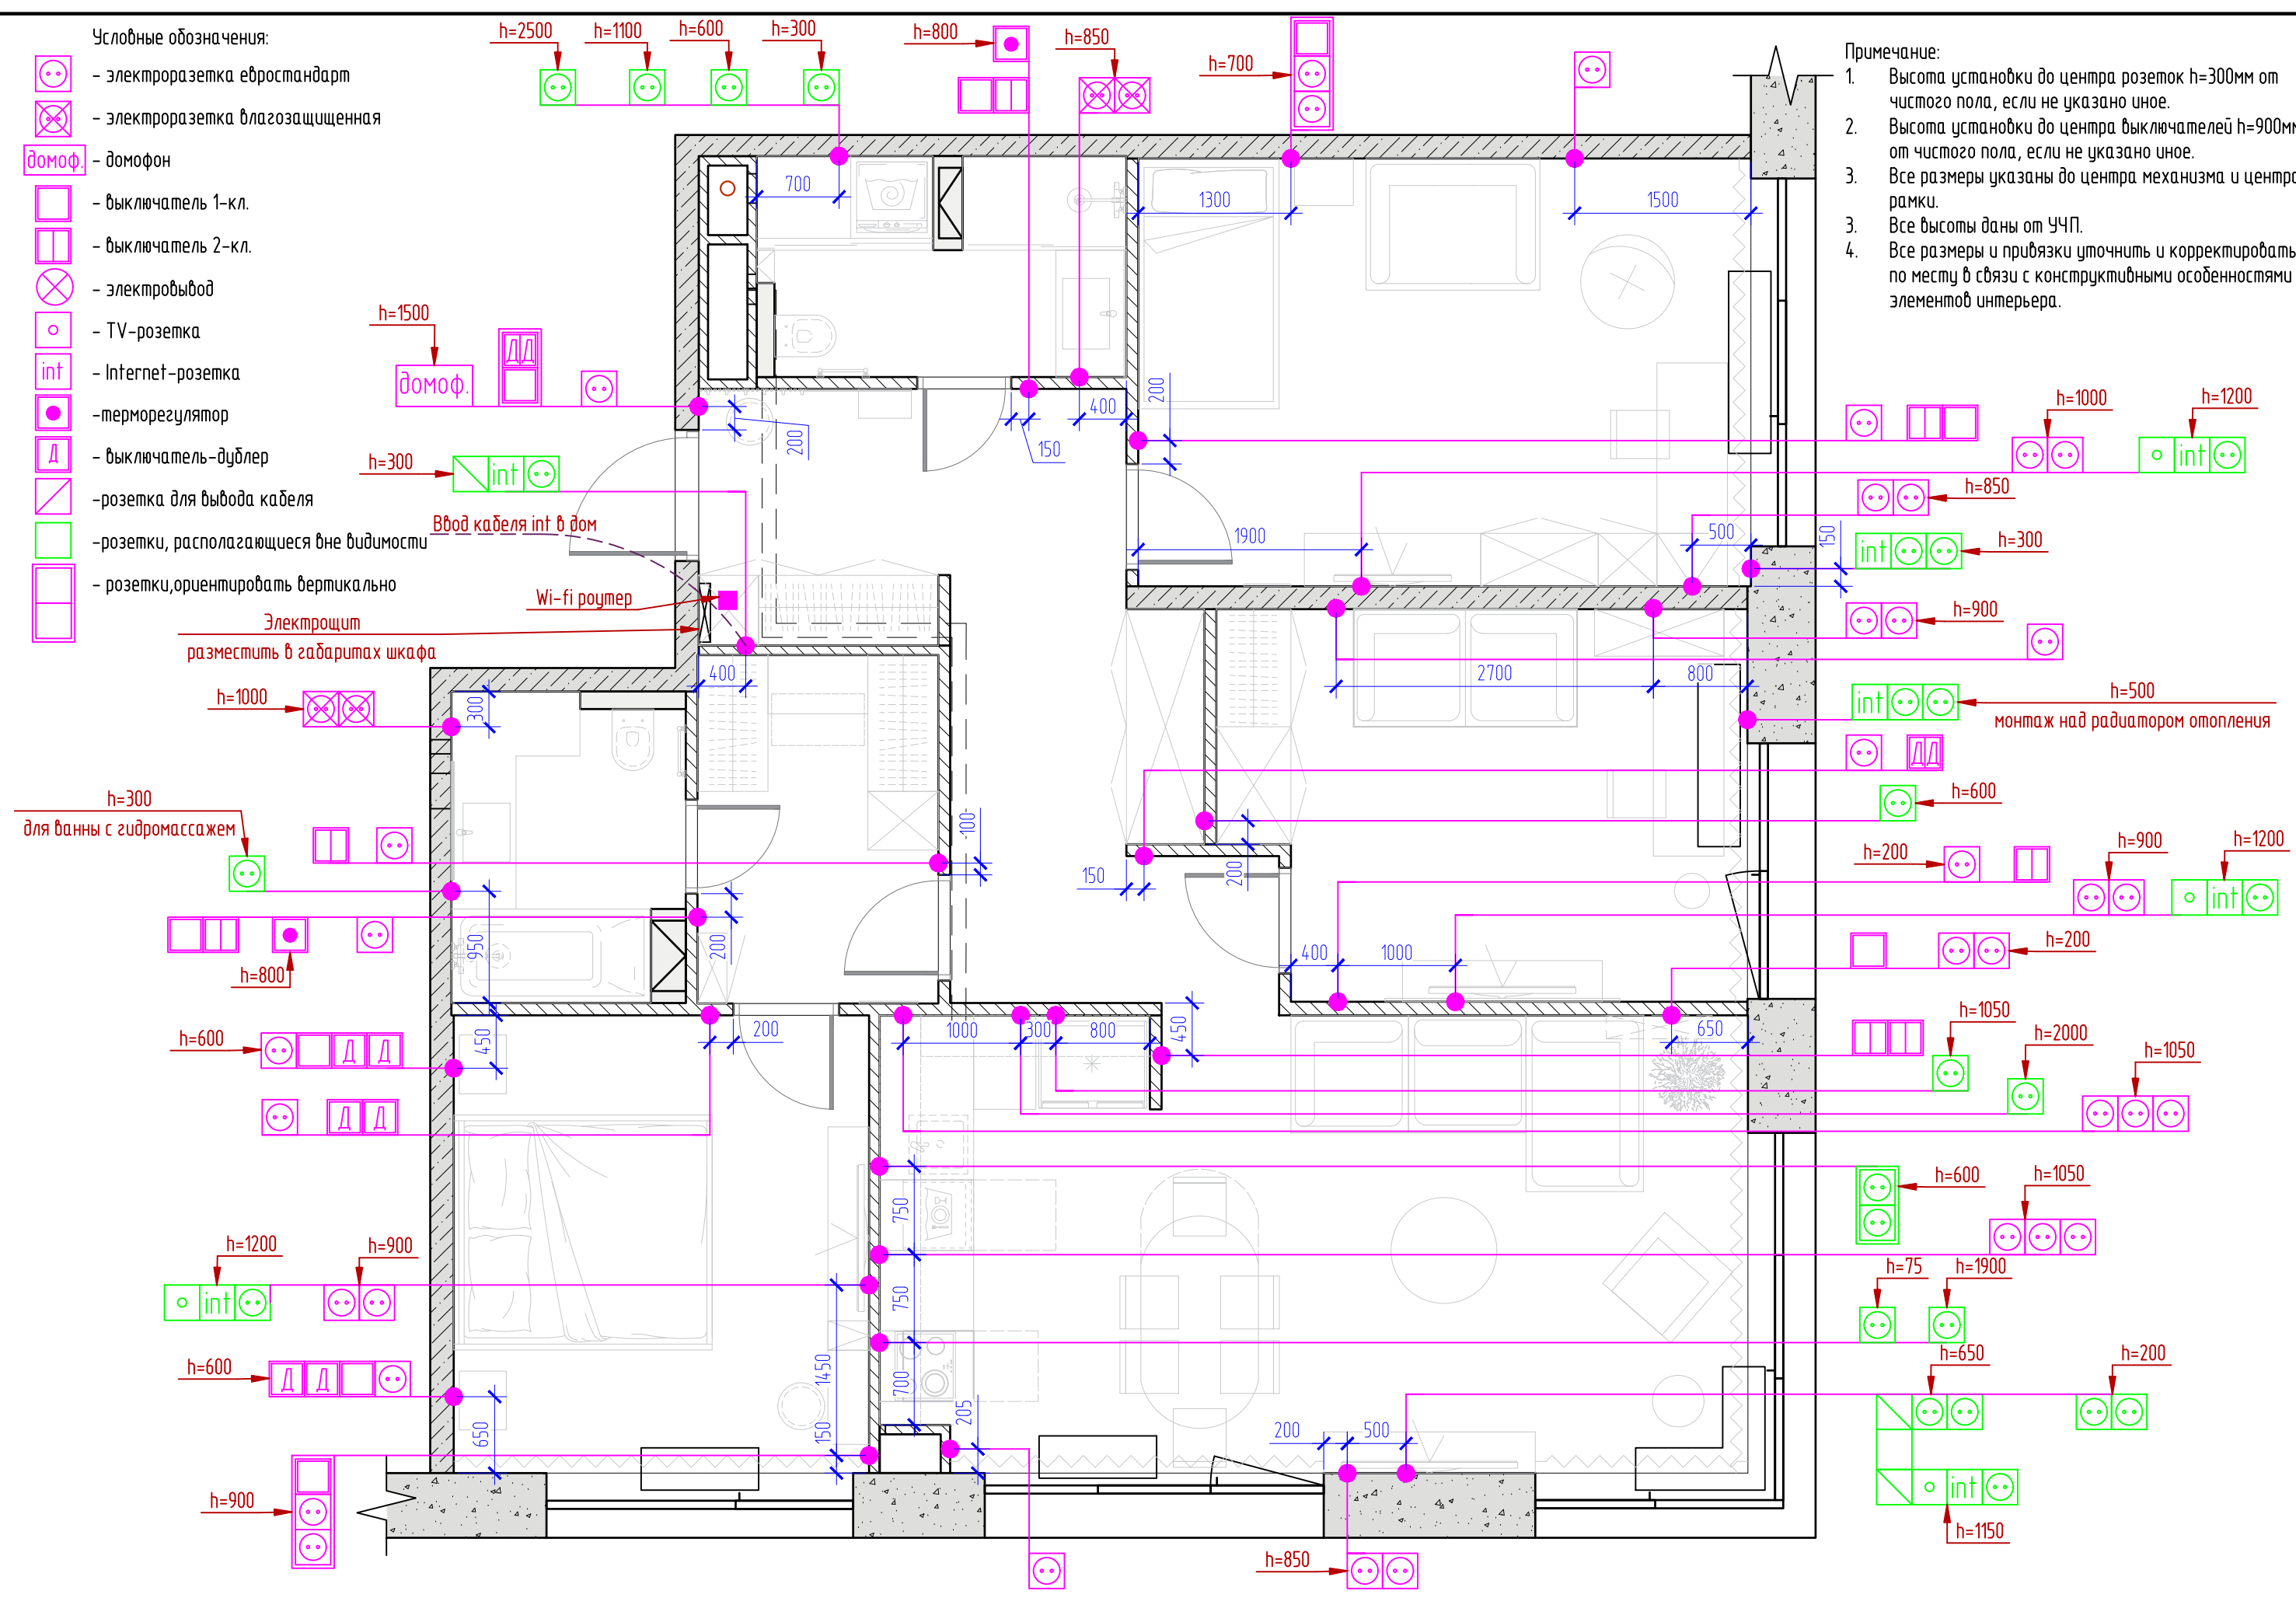 Условные обозначения:
- электроразетка евростандарт
- электроразетка влагозащищенная
домоф. - домофон
- выключатель 1-кл.
- выключатель 2-кл.
- электровывод
- TV-розетка
int - Internet-розетка
-терморегулятор
Д - выключатель-дублер
-розетка для вывода кабеля
-розетки, располагающиеся вне видимости
- розетки,ориентировать вертикально
Примечание:
1. Высота установки до центра розеток h=300мм от
чистого пола, если не указано иное.
2. Высота установки до центра выключателей h=900мм
от чистого пола, если не указано иное.
3. Все размеры указаны до центра механизма и центра
рамки.
3. Все высоты даны от УЧП.
4. Все размеры и привязки уточнить и корректировать
по месту в связи с конструктивными особенностями
элементов интерьера.
h=2500
h=1100
h=600
h=300
h=800
h=850
h=700
700
1300
1500
h=1500
домоф.
ДД
200
150
400
200
h=300
int
Ввод кабеля int в дом
Wi-fi роутер
Электрощит
разместить в габаритах шкафа
400
1900
500
150
h=1000
h=1200
int
h=850
int
h=300
h=900
2700
800
int
h=500
монтаж над радиатором отопления
ДД
h=600
h=1000
300
h=300
для ванны с гидромассажем
100
150
200
h=200
h=900
h=1200
int
950
200
h=800
400
1000
h=200
h=600
Д Д
450
200
1000
300
800
450
650
h=1050
h=2000
h=1050
Д Д
750
h=600
h=1050
h=1200
int
h=900
750
h=75
h=1900
h=600
Д Д
1450
700
205
650
150
200
500
h=650
h=200
int
h=1150
h=900
h=850